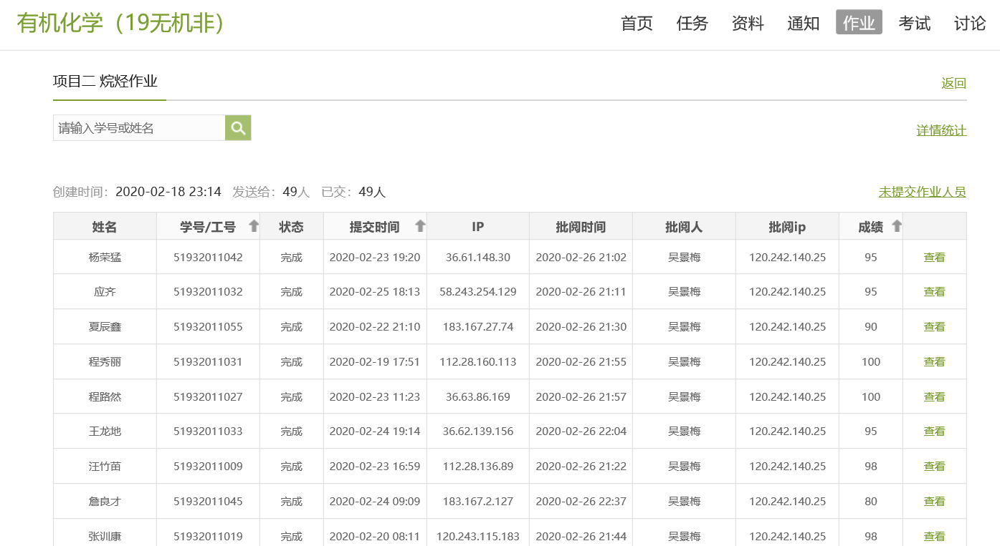 有机化学（19无机非） 首页 任务 资料 通知 作业 考试 讨论
项目二 烷烃作业 返回
请输入学号或姓名 详情统计
创建时间：2020-02-18 23:14 发送给：49人 已交：49人 未提交作业人员
姓名 学号/工号 状态 提交时间 IP 批阅时间 批阅人 批阅ip 成绩
杨荣猛 51932011042 完成 2020-02-23 19:20 36.61.148.30 2020-02-26 21:02 吴景梅 120.242.140.25 95 查看
应齐 51932011032 完成 2020-02-25 18:13 58.243.254.129 2020-02-26 21:11 吴景梅 120.242.140.25 95 查看
夏辰鑫 51932011055 完成 2020-02-22 21:10 183.167.27.74 2020-02-26 21:30 吴景梅 120.242.140.25 90 查看
程秀丽 51932011031 完成 2020-02-19 17:51 112.28.160.113 2020-02-26 21:55 吴景梅 120.242.140.25 100 查看
程路然 51932011027 完成 2020-02-23 11:23 36.63.86.169 2020-02-26 21:57 吴景梅 120.242.140.25 100 查看
王龙地 51932011033 完成 2020-02-24 19:14 36.62.139.156 2020-02-26 22:04 吴景梅 120.242.140.25 95 查看
汪竹苗 51932011009 完成 2020-02-23 16:59 112.28.136.89 2020-02-26 21:22 吴景梅 120.242.140.25 98 查看
詹良才 51932011045 完成 2020-02-24 09:09 183.167.2.127 2020-02-26 22:37 吴景梅 120.242.140.25 80 查看
张训康 51932011019 完成 2020-02-20 08:11 120.243.115.183 2020-02-26 21:44 吴景梅 120.242.140.25 98 查看